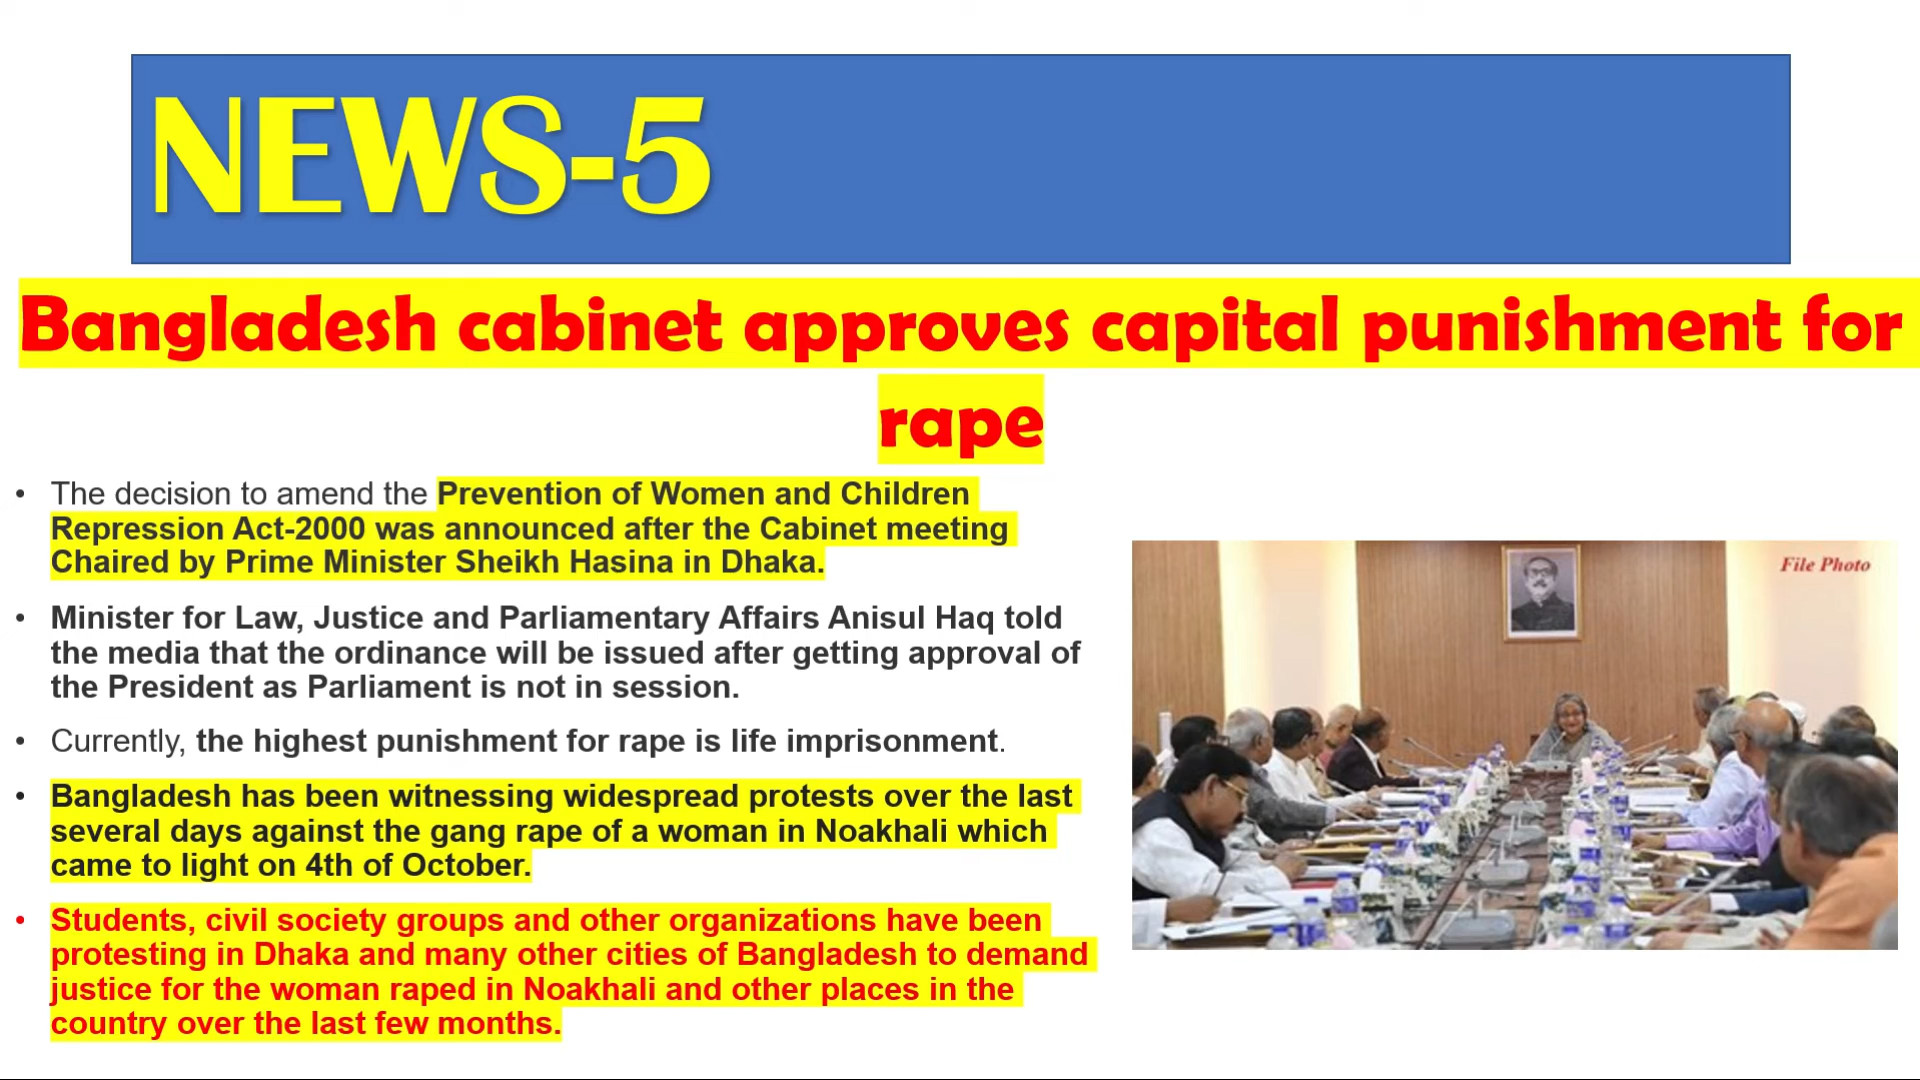 NEWS-5
Bangladesh cabinet approves capital punishment for
rape
• The decision to amend the Prevention of Women and Children
Repression Act-2000 was announced after the Cabinet meeting
Chaired by Prime Minister Sheikh Hasina in Dhaka.
• Minister for Law, Justice and Parliamentary Affairs Anisul Haq told
the media that the ordinance will be issued after getting approval of
the President as Parliament is not in session.
• Currently, the highest punishment for rape is life imprisonment.
• Bangladesh has been witnessing widespread protests over the last
several days against the gang rape of a woman in Noakhali which
came to light on 4th of October.
• Students, civil society groups and other organizations have been
protesting in Dhaka and many other cities of Bangladesh to demand
justice for the woman raped in Noakhali and other places in the
country over the last few months.
File Photo